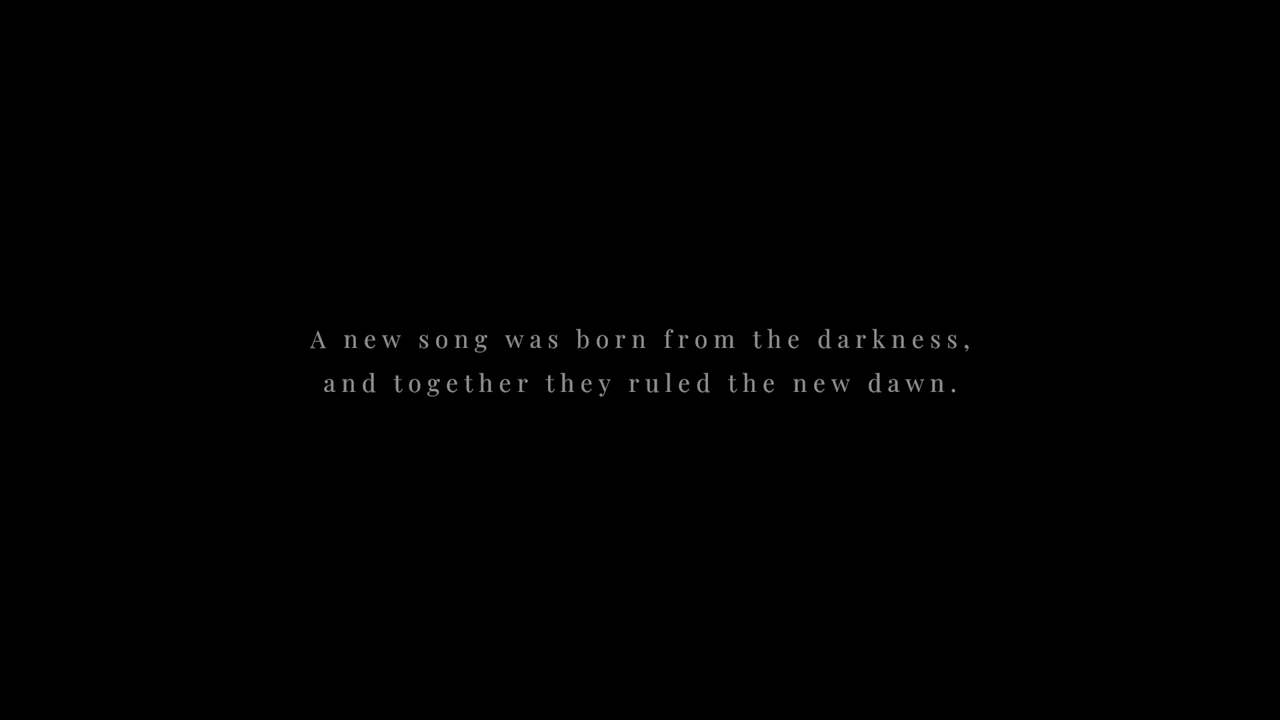 A new song was born from the darkness,
and together they ruled the new dawn.